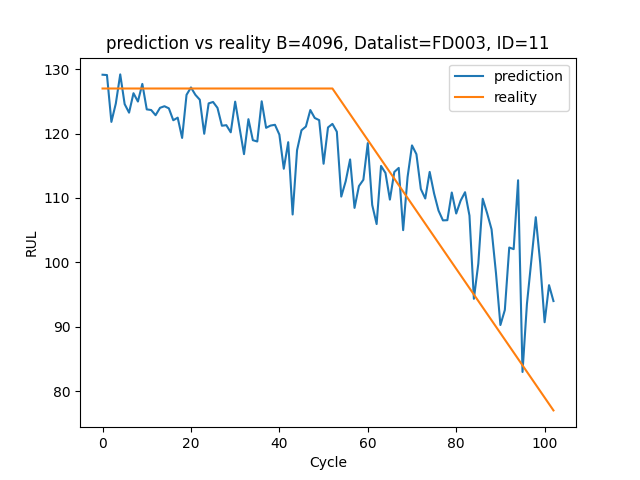 prediction vs reality B=4096, Datalist=FD003, ID=11
prediction
reality
130
120
110
100
90
80
RUL
0 20 40 60 80 100
Cycle